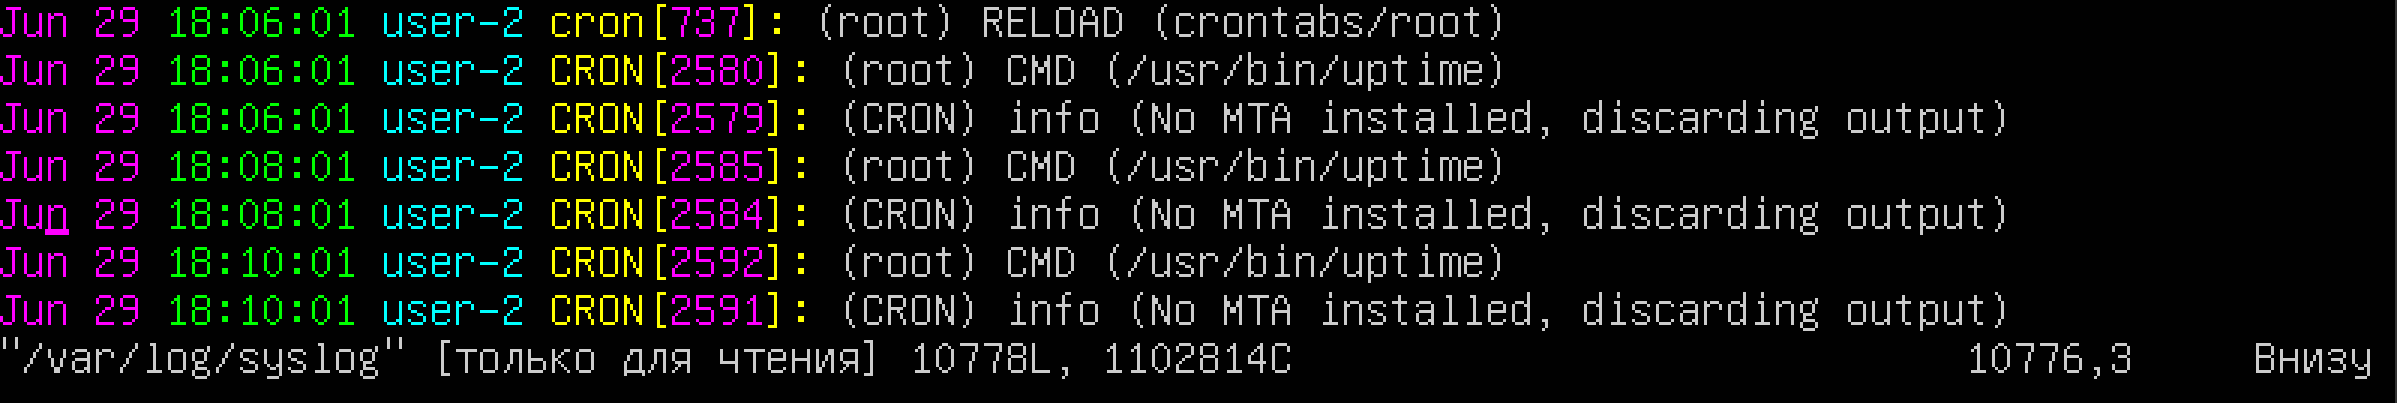 Jun 29 18:06:01 user-2 cron[737]: (root) RELOAD (crontabs/root)
Jun 29 18:06:01 user-2 CRON[2580]: (root) CMD (/usr/bin/uptime)
Jun 29 18:06:01 user-2 CRON[2579]: (CRON) info (No MTA installed, discarding output)
Jun 29 18:08:01 user-2 CRON[2585]: (root) CMD (/usr/bin/uptime)
Jun 29 18:08:01 user-2 CRON[2584]: (CRON) info (No MTA installed, discarding output)
Jun 29 18:10:01 user-2 CRON[2592]: (root) CMD (/usr/bin/uptime)
Jun 29 18:10:01 user-2 CRON[2591]: (CRON) info (No MTA installed, discarding output)
"/var/log/syslog" [только для чтения] 10778L, 1102814C 10776,3 Внизу